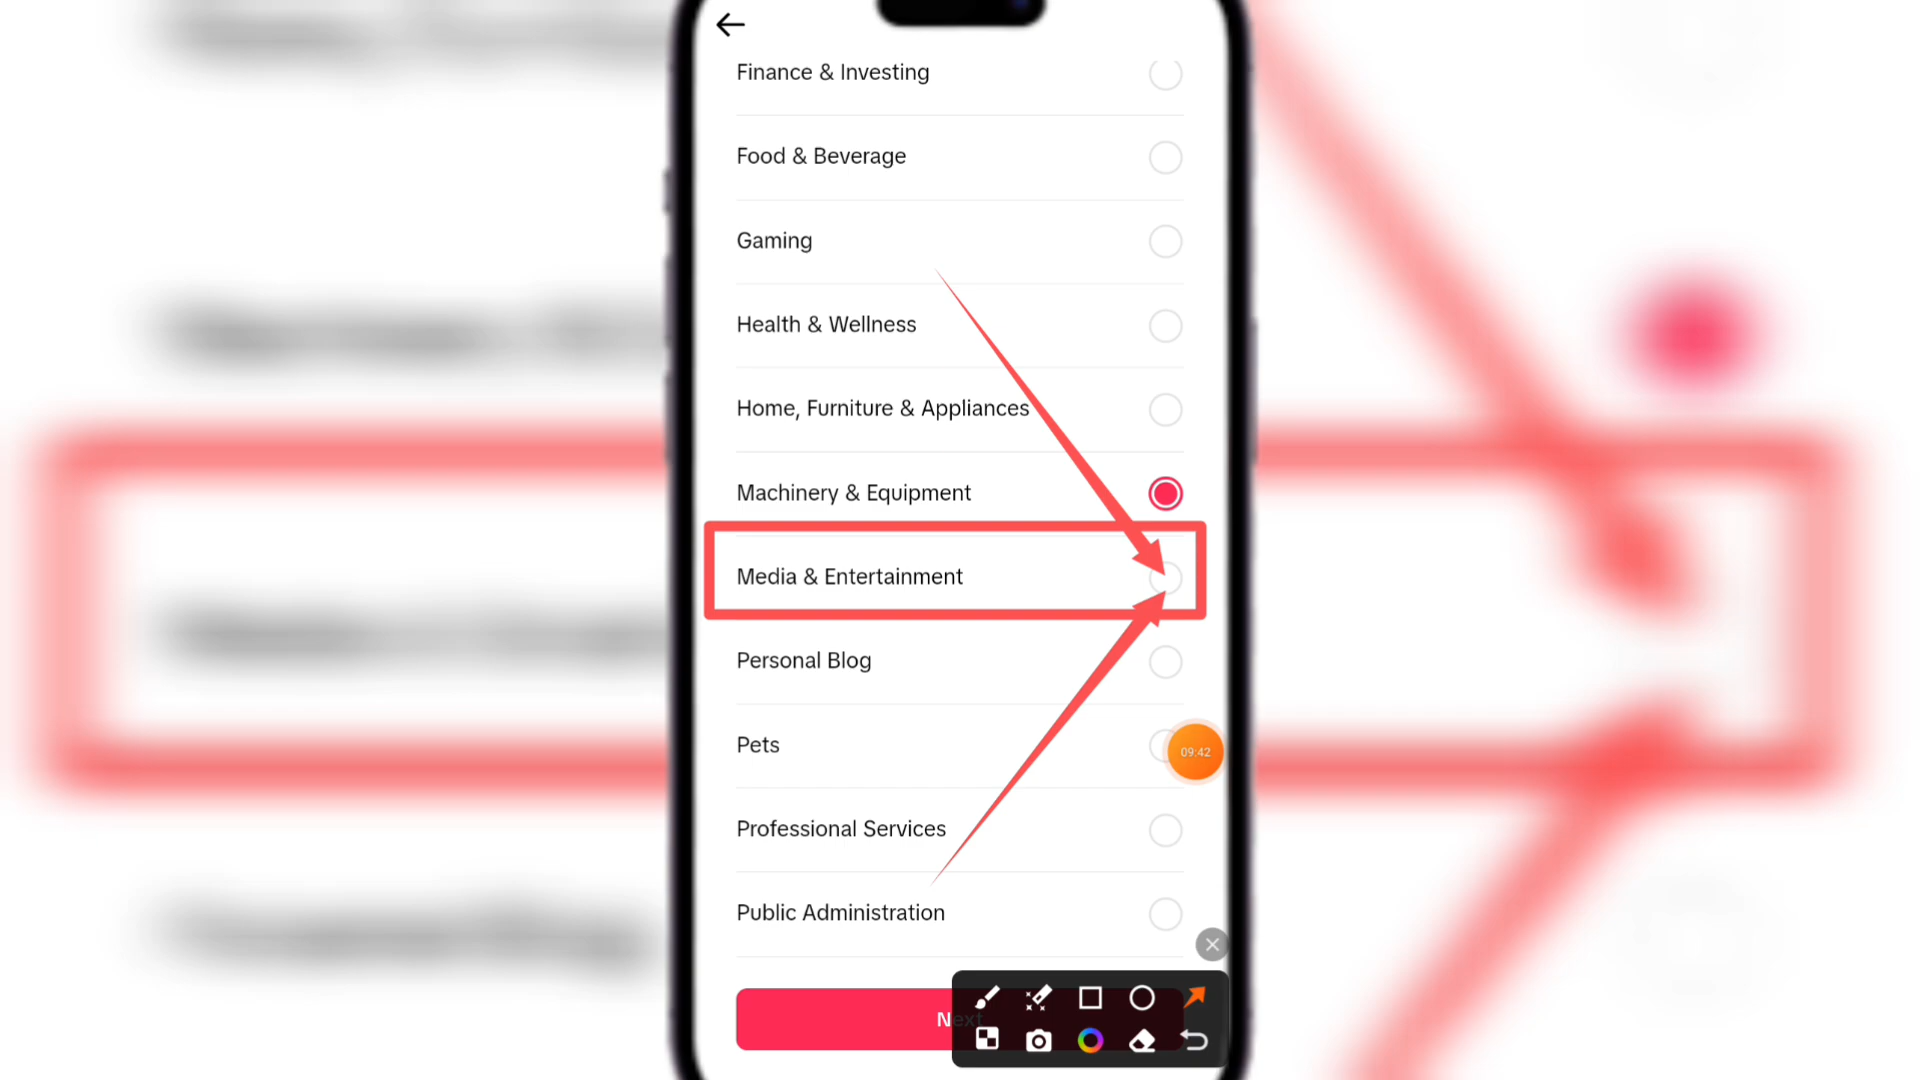 Finance & Investing
Food & Beverage
Gaming
Health & Wellness
Home, Furniture & Appliances
Machinery & Equipment
Media & Entertainment
Personal Blog
Pets
09:42
Professional Services
Public Administration
Next